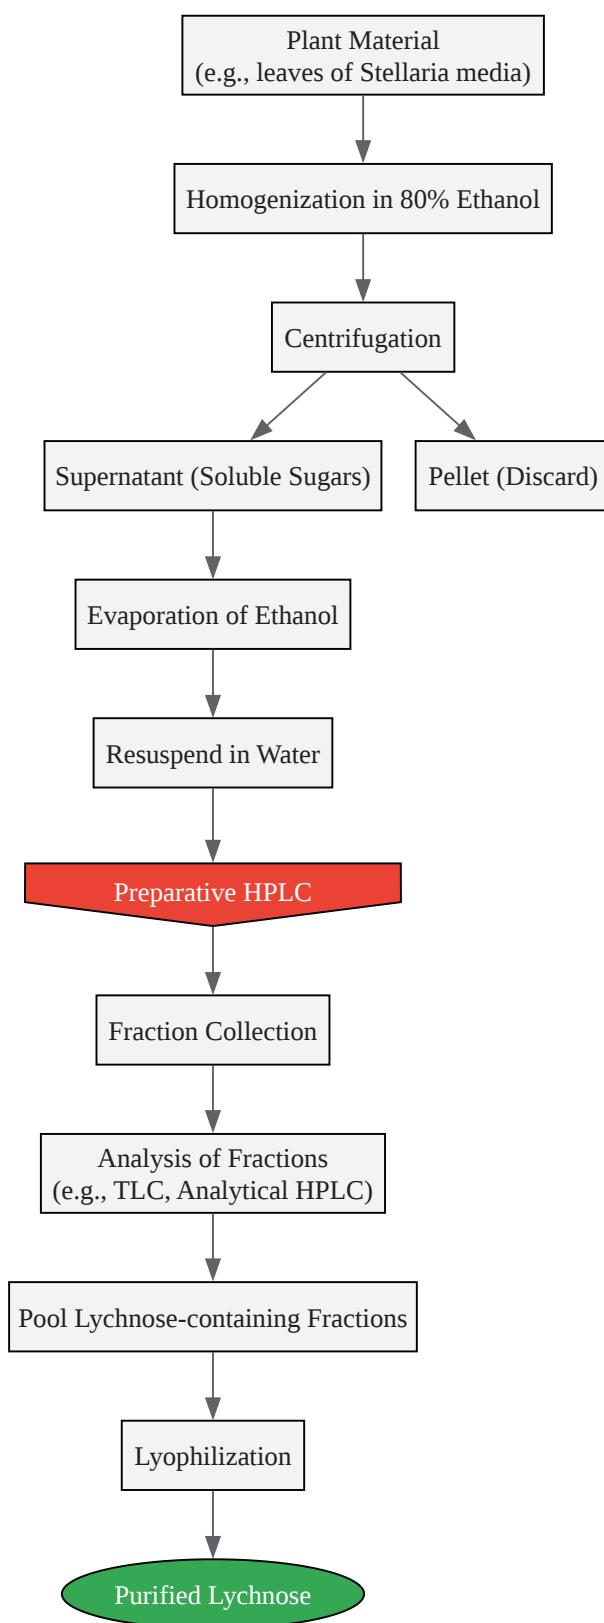 Plant Material
(e.g., leaves of Stellaria media)
Homogenization in 80% Ethanol
Centrifugation
Supernatant (Soluble Sugars)
Pellet (Discard)
Evaporation of Ethanol
Resuspend in Water
Preparative HPLC
Fraction Collection
Analysis of Fractions
(e.g., TLC, Analytical HPLC)
Pool Lychnose-containing Fractions
Lyophilization
Purified Lychnose